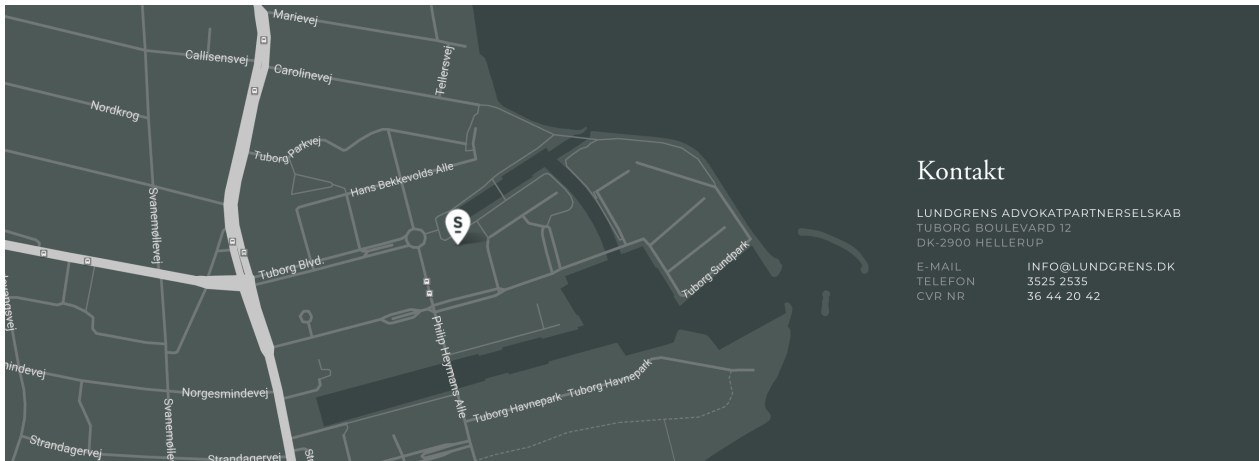 Marievej
Callisensvej
Carolinevej
Tellersvej
Nordkrog
Tuborg Parkvej
Hans Bekkevolds Alle
Svanemøllevej
S
Tuborg Blvd.
Tuborg Sundpark
Philip Heymans Alle
Norgesmindevej
Tuborg Havnepark
Tuborg Havnepark
Strandagervej
Strandagervej
Kontakt
LUNDGRENS ADVOKATPARTNERSELSKAB
TUBORG BOULEVARD 12
DK-2900 HELLERUP
E-MAIL INFO@LUNDGRENS.DK
TELEFON 3525 2535
CVR NR 36 44 20 42